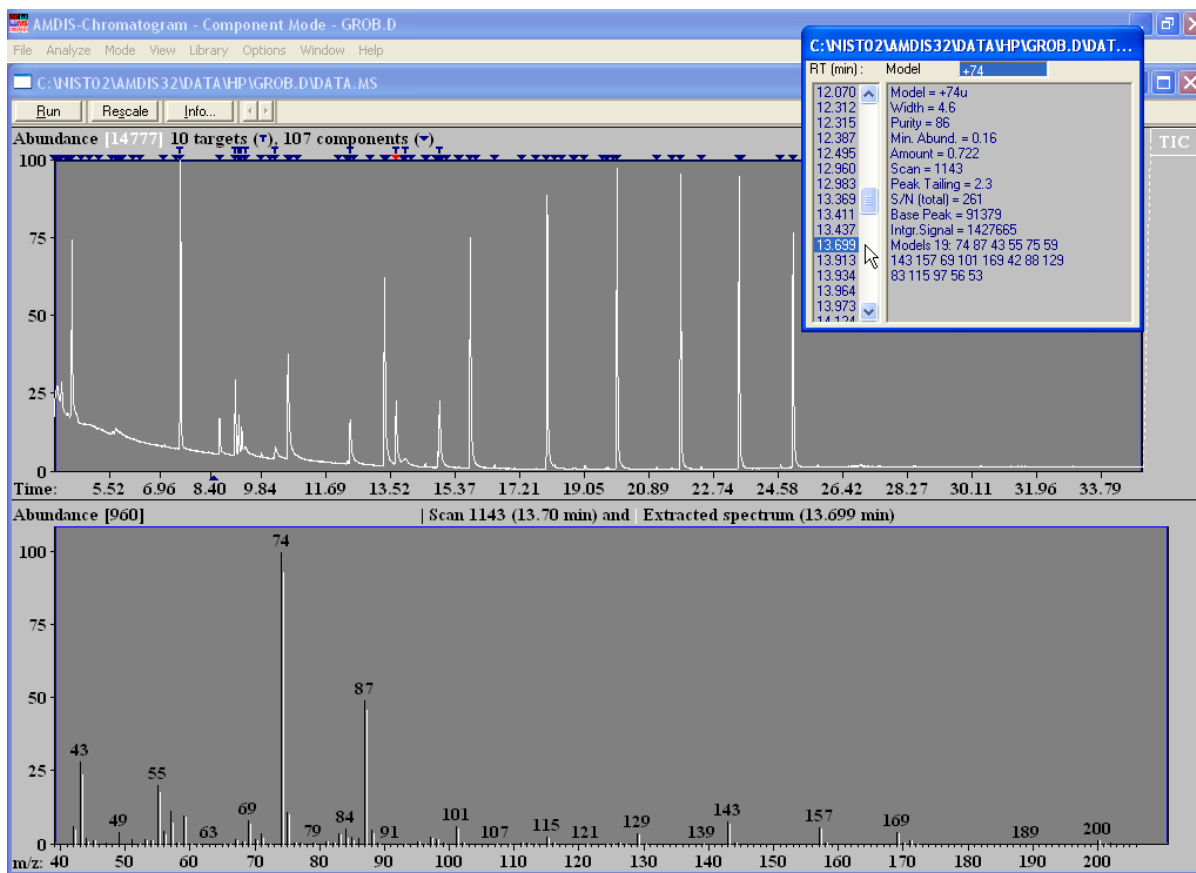 AMDIS-Chromatogram - Component Mode - GROB.D
File Analyze Mode View Library Options Window Help
C:\NIST02\AMDIS32\DATA\HP\GROB.D\DATA.MS
Run Rescale Info...
Abundance [14777] 10 targets (T), 107 components (▼)
TIC
100
75
50
25
0
Time: 5.52 6.96 8.40 9.84 11.69 13.52 15.37 17.21 19.05 20.89 22.74 24.58 26.42 28.27 30.11 31.96 33.79
C:\NIST02\AMDIS32\DATA\HP\GROB.D\DAT...
RT (min) : Model +74
12.070 Model = +74u
12.312 Width = 4.6
12.315 Purity = 86
12.387 Min. Abund. = 0.16
12.495 Amount = 0.722
12.960 Scan = 1143
12.983 Peak Tailing = 2.3
13.369 S/N (total) = 261
13.411 Base Peak = 91379
13.437 Intgr.Signal = 1427665
13.699 Models 19: 74 87 43 55 75 59
13.913 143 157 69 101 169 42 88 129
13.934 83 115 97 56 53
13.964
13.973
14.124
Abundance [960] | Scan 1143 (13.70 min) and | Extracted spectrum (13.699 min)
100
75
50
25
0
74
87
43
55
49
63
69
79
84
91
101
107
115
121
129
139
143
157
169
189
200
m/z: 40 50 60 70 80 90 100 110 120 130 140 150 160 170 180 190 200